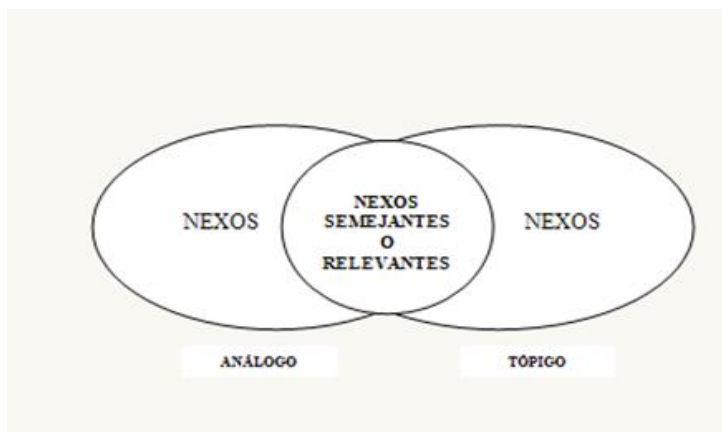 NEXOS
NEXOS
SEMEJANTES
O
RELEVANTES
NEXOS
ANÁLOGO
TÓPIGO